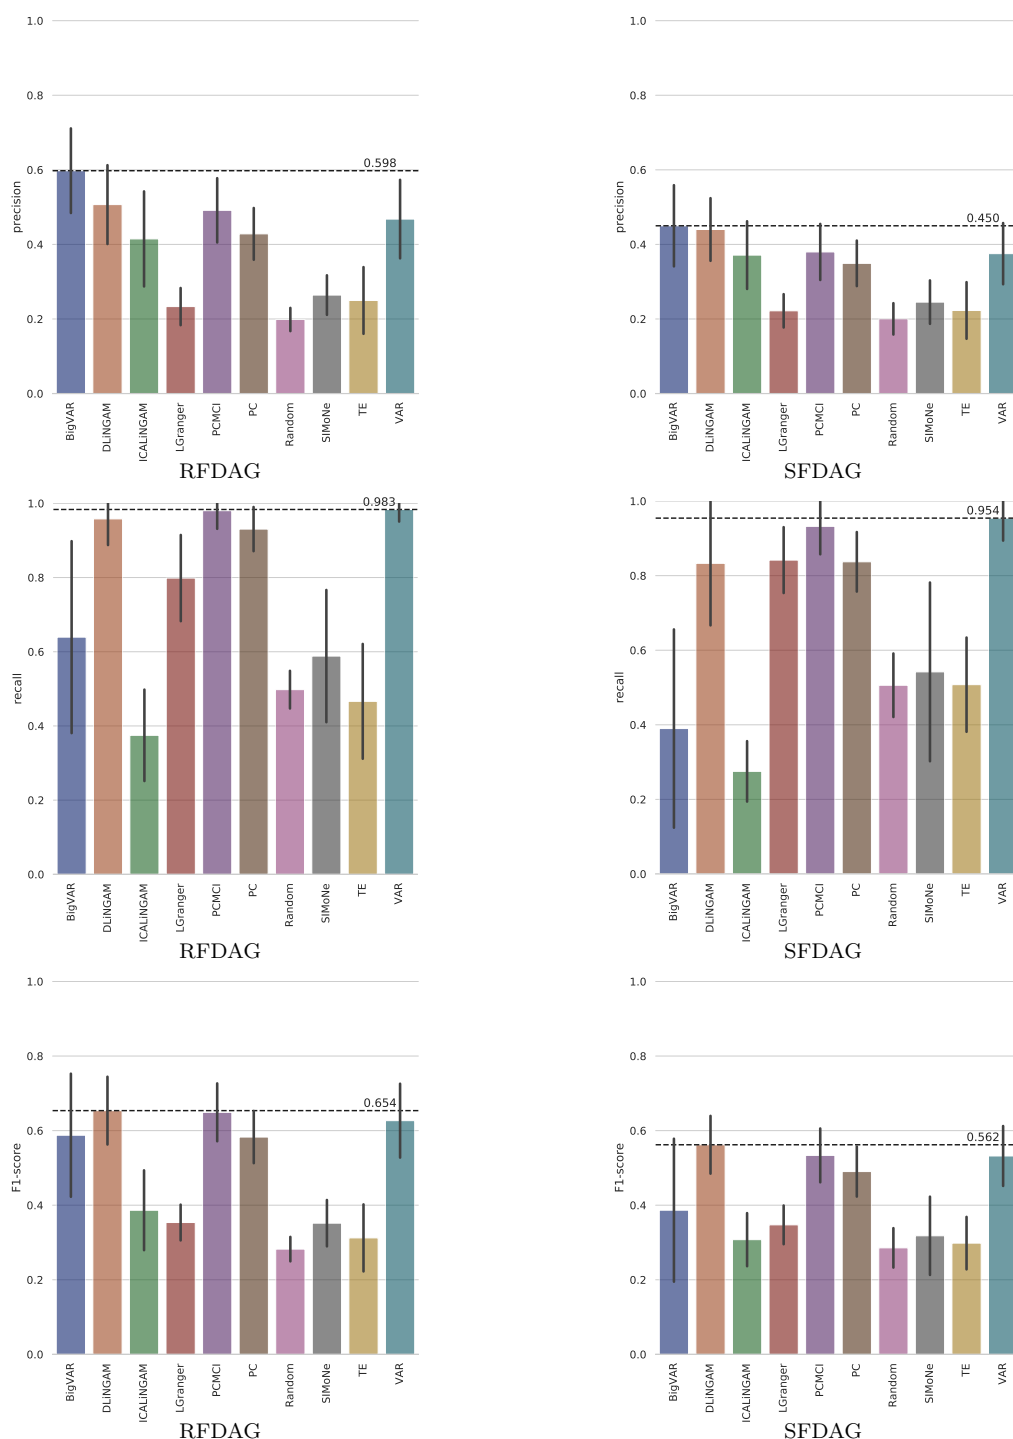 1.0
0.8
0.6
0.4
0.2
0.0
precision
0.598
BigVAR
DLiNGAM
ICALiNGAM
LGranger
PCMCI
PC
Random
SIMoNe
TE
VAR
RFDAG
1.0
0.8
0.6
0.4
0.2
0.0
precision
0.450
BigVAR
DLiNGAM
ICALiNGAM
LGranger
PCMCI
PC
Random
SIMoNe
TE
VAR
SFDAG
1.0
0.8
0.6
0.4
0.2
0.0
recall
0.983
BigVAR
DLiNGAM
ICALiNGAM
LGranger
PCMCI
PC
Random
SIMoNe
TE
VAR
RFDAG
1.0
0.8
0.6
0.4
0.2
0.0
recall
0.954
BigVAR
DLiNGAM
ICALiNGAM
LGranger
PCMCI
PC
Random
SIMoNe
TE
VAR
SFDAG
1.0
0.8
0.6
0.4
0.2
0.0
F1-score
0.654
BigVAR
DLiNGAM
ICALiNGAM
LGranger
PCMCI
PC
Random
SIMoNe
TE
VAR
RFDAG
1.0
0.8
0.6
0.4
0.2
0.0
F1-score
0.562
BigVAR
DLiNGAM
ICALiNGAM
LGranger
PCMCI
PC
Random
SIMoNe
TE
VAR
SFDAG